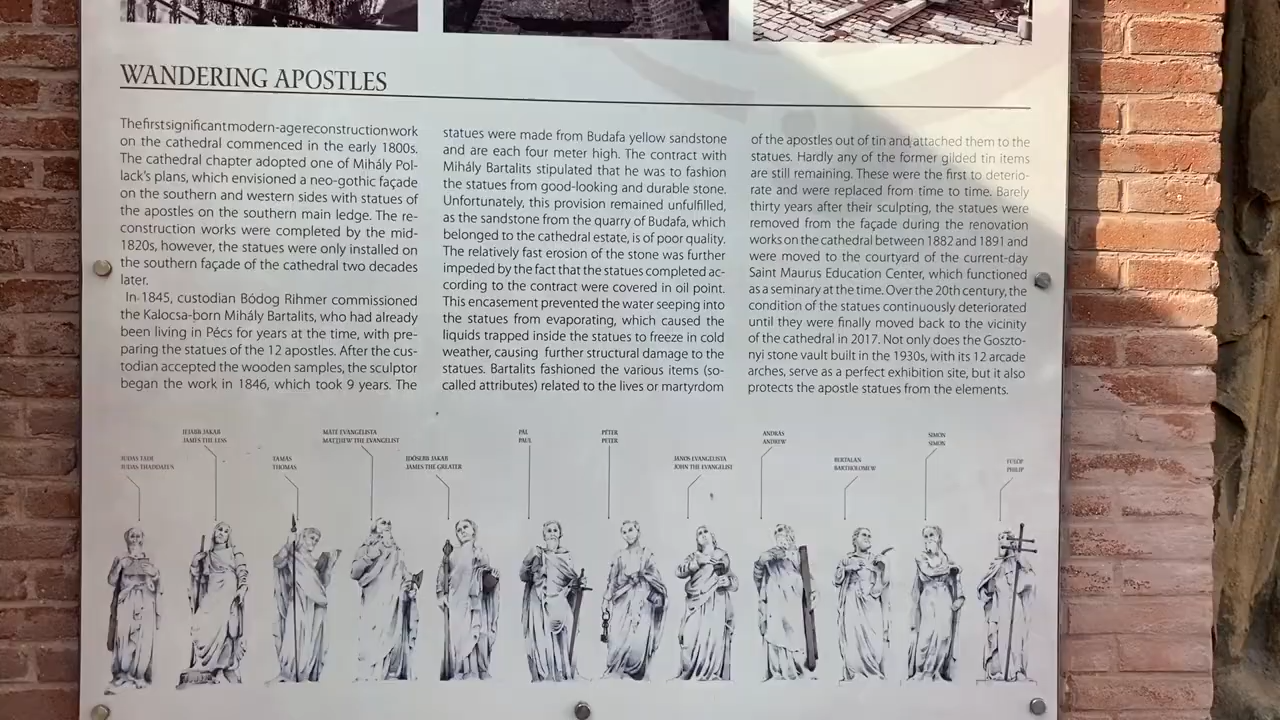 WANDERING APOSTLES
The first significant modern-age reconstruction work
on the cathedral commenced in the early 1800s.
The cathedral chapter adopted one of Mihály Pol-
lack's plans, which envisioned a neo-gothic façade
on the southern and western sides with statues of
the apostles on the southern main ledge. The re-
construction works were completed by the mid-
1820s, however, the statues were only installed on
the southern façade of the cathedral two decades
later.
In 1845, custodian Bódog Rihmer commissioned
the Kalocsa-born Mihály Bartalits, who had already
been living in Pécs for years at the time, with pre-
paring the statues of the 12 apostles. After the cus-
todian accepted the wooden samples, the sculptor
began the work in 1846, which took 9 years. The
statues were made from Budafa yellow sandstone
and are each four meter high. The contract with
Mihály Bartalits stipulated that he was to fashion
the statues from good-looking and durable stone.
Unfortunately, this provision remained unfulfilled,
as the sandstone from the quarry of Budafa, which
belonged to the cathedral estate, is of poor quality.
The relatively fast erosion of the stone was further
impeded by the fact that the statues completed ac-
cording to the contract were covered in oil point.
This encasement prevented the water seeping into
the statues from evaporating, which caused the
liquids trapped inside the statues to freeze in cold
weather, causing further structural damage to the
statues. Bartalits fashioned the various items (so-
called attributes) related to the lives or martyrdom
of the apostles out of tin and attached them to the
statues. Hardly any of the former gilded tin items
are still remaining. These were the first to deterio-
rate and were replaced from time to time. Barely
thirty years after their sculpting, the statues were
removed from the façade during the renovation
works on the cathedral between 1882 and 1891 and
were moved to the courtyard of the current-day
Saint Maurus Education Center, which functioned
as a seminary at the time. Over the 20th century, the
condition of the statues continuously deteriorated
until they were finally moved back to the vicinity
of the cathedral in 2017. Not only does the Goszto-
nyi stone vault built in the 1930s, with its 12 arcade
arches, serve as a perfect exhibition site, but it also
protects the apostle statues from the elements.
JÚDÁS TÁDÉ
JUDAS THADDAEUS
IFJABB JAKAB
JAMES THE LESS
TAMÁS
THOMAS
MÁTÉ EVANGÉLISTA
MATTHEW THE EVANGELIST
IDŐSEBB JAKAB
JAMES THE GREATER
PÁL
PAUL
PÉTER
PETER
JÁNOS EVANGÉLISTA
JOHN THE EVANGELIST
ANDRÁS
ANDREW
BERTALAN
BARTHOLOMEW
SIMON
SIMON
FÜLÖP
PHILIP